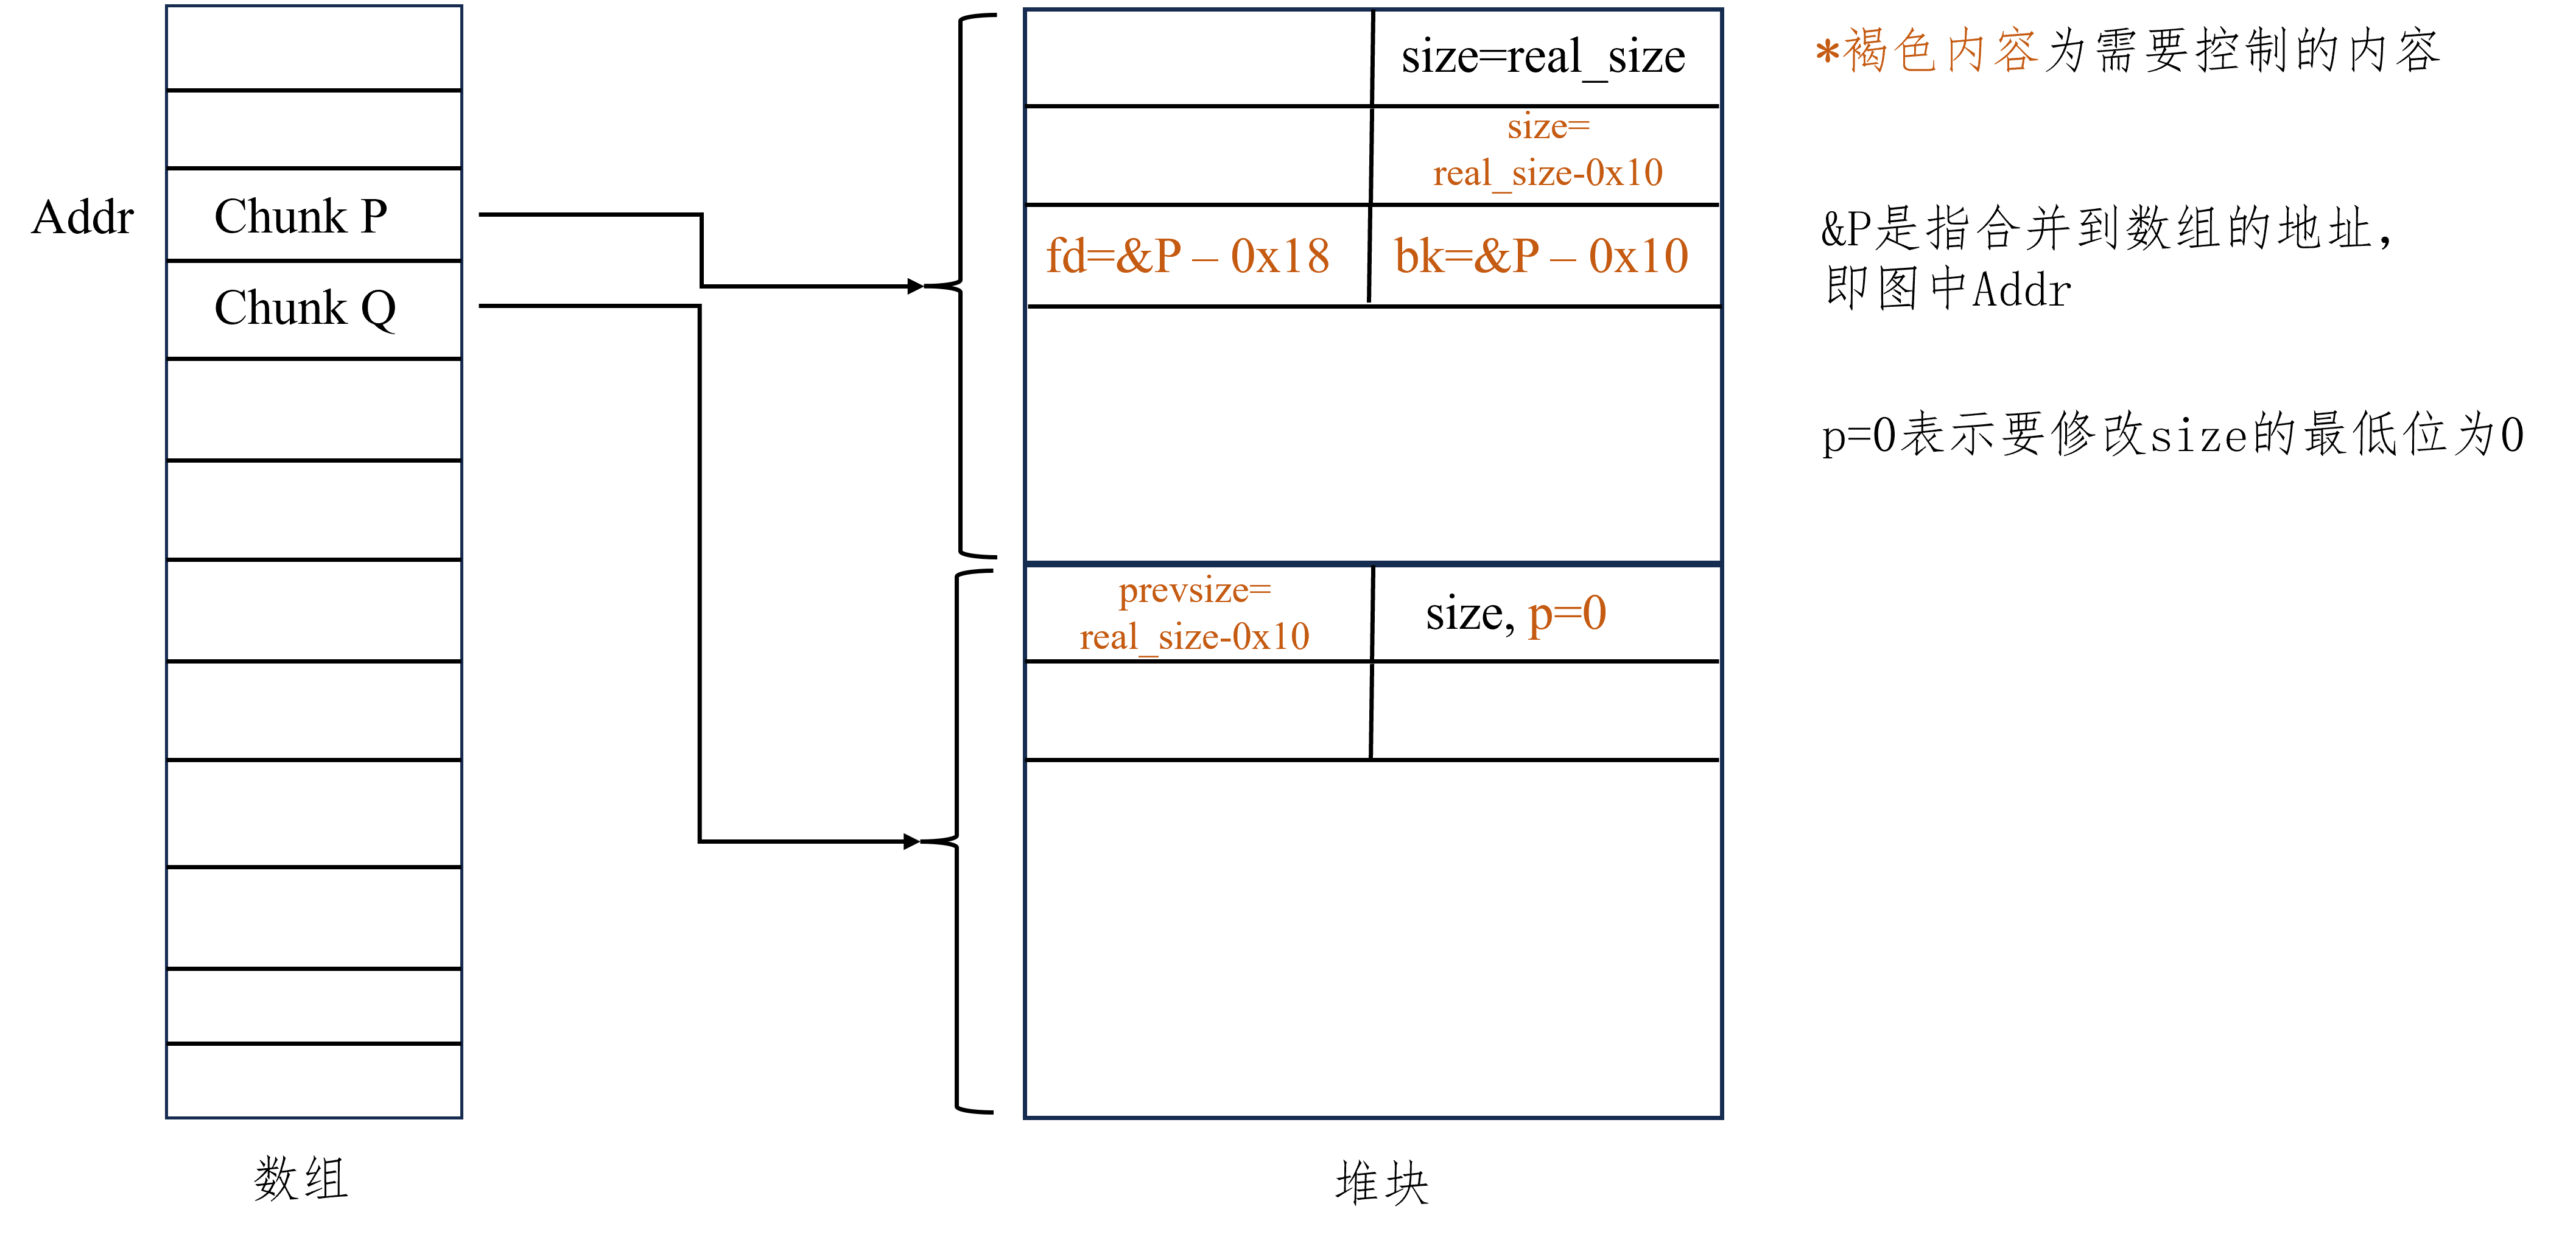 Addr
Chunk P
Chunk Q
数组
size=real_size
size=
real_size-0x10
fd=&P – 0x18
bk=&P – 0x10
prevsize=
real_size-0x10
size, p=0
堆块
*褐色内容为需要控制的内容
&P是指合并到数组的地址，
即图中Addr
p=0表示要修改size的最低位为0